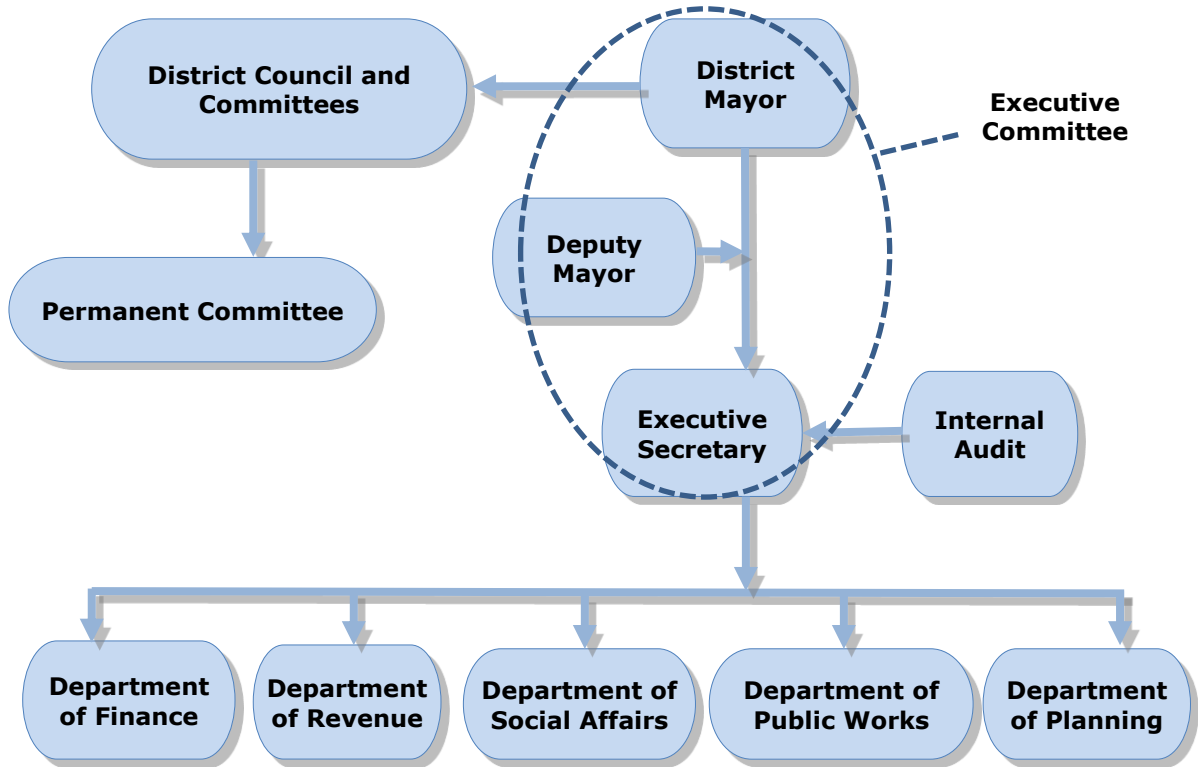 District Council and
Committees
District
Mayor
Executive
Committee
Deputy
Mayor
Permanent Committee
Executive
Secretary
Internal
Audit
Department
of Finance
Department
of Revenue
Department of
Social Affairs
Department of
Public Works
Department
of Planning